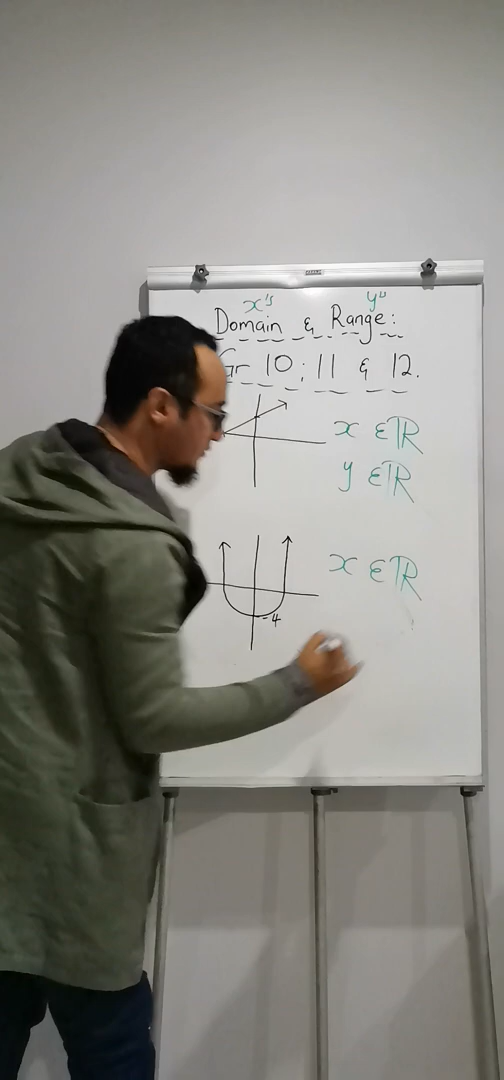 x's y's
Domain & Range:
Gr 10 ; 11 & 12.
x ∈ ℝ
y ∈ ℝ
x ∈ ℝ
-4